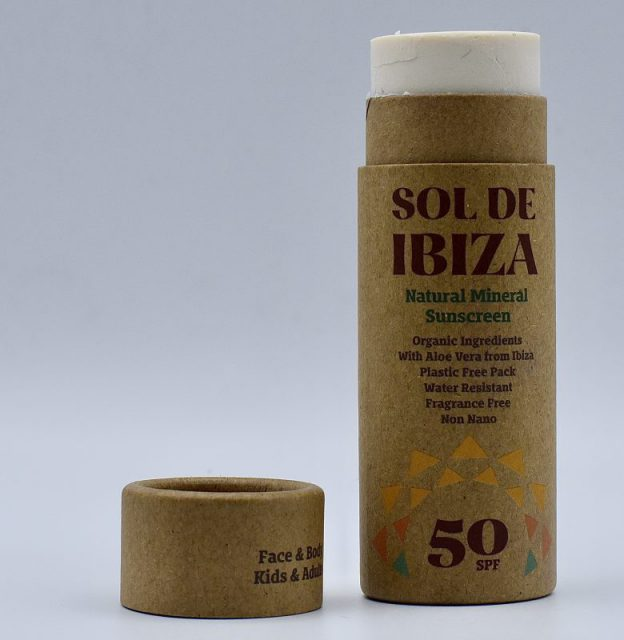 SOL DE
IBIZA
Natural Mineral
Sunscreen
Organic Ingredients
With Aloe Vera from Ibiza
Plastic Free Pack
Water Resistant
Fragrance Free
Non Nano
50
SPF
Face & Body
Kids & Adults